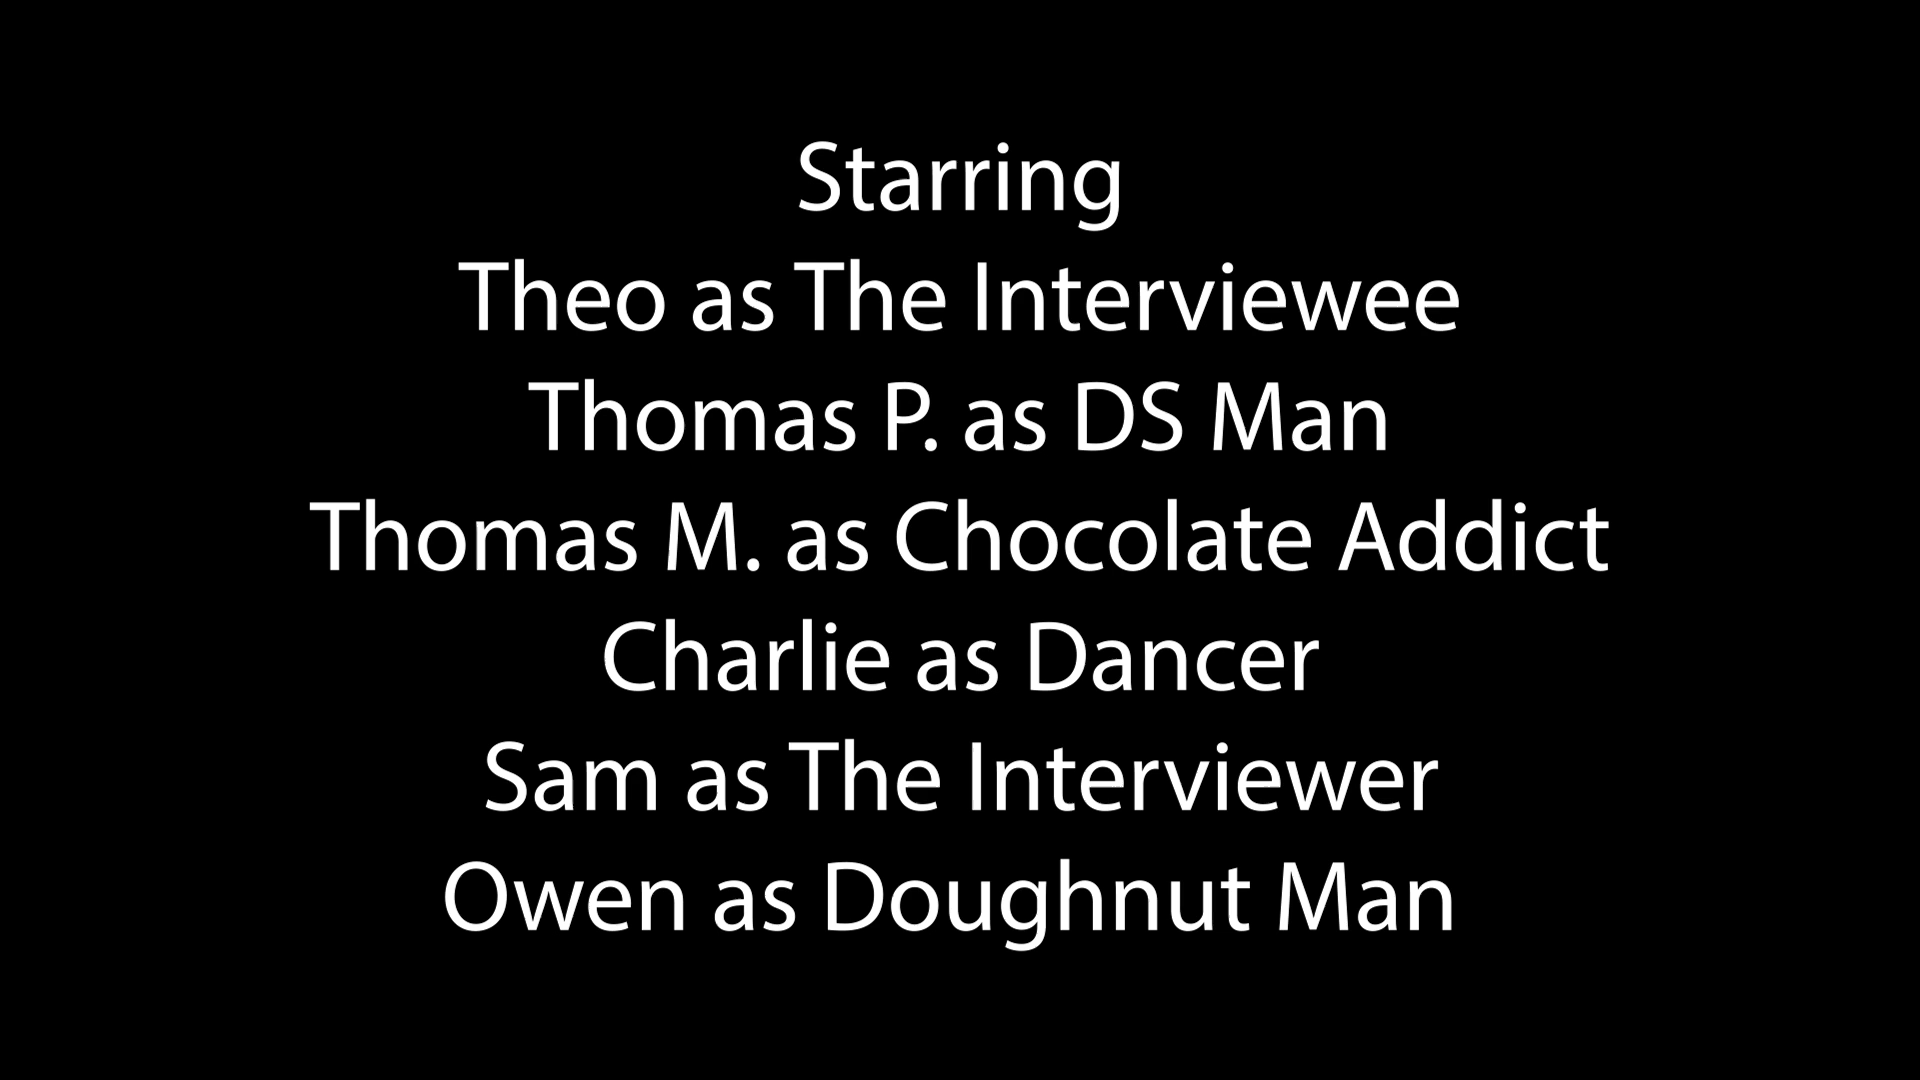 Starring
Theo as The Interviewee
Thomas P. as DS Man
Thomas M. as Chocolate Addict
Charlie as Dancer
Sam as The Interviewer
Owen as Doughnut Man